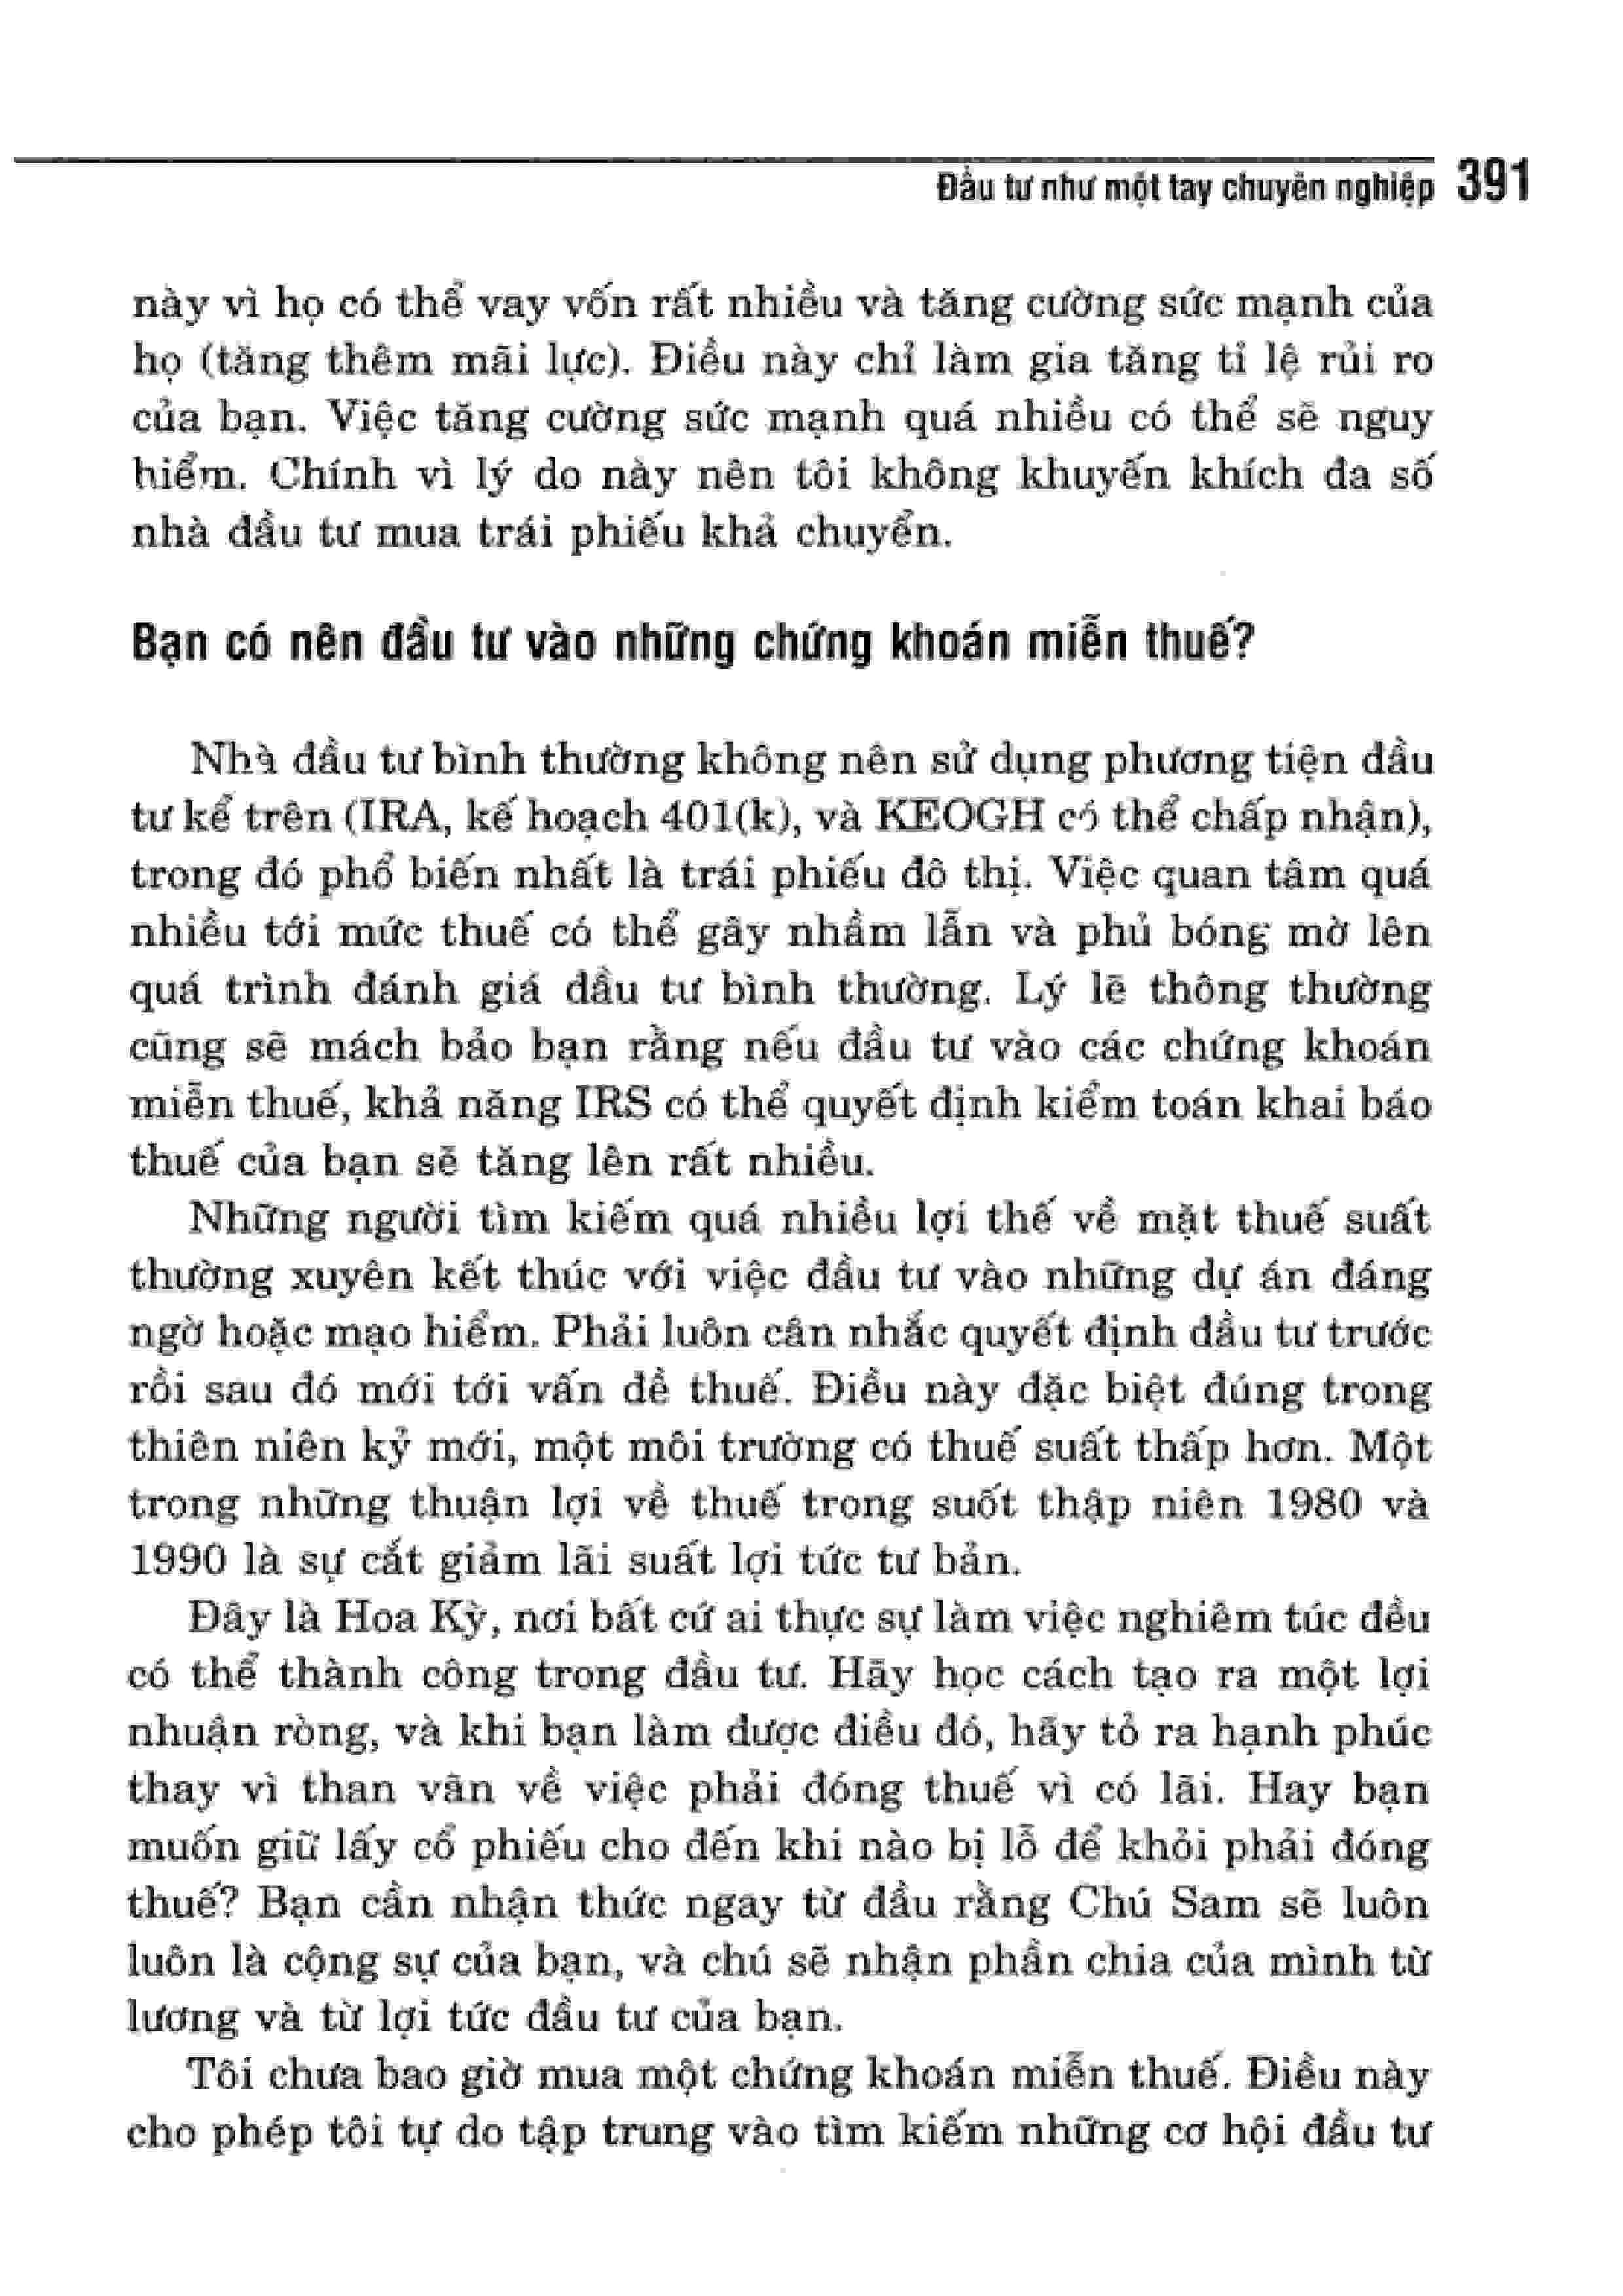 Đầu tư như một tay chuyên nghiệp 391
này vì họ có thể vay vốn rất nhiều và tăng cường sức mạnh của
họ (tăng thêm mãi lực). Điều này chỉ làm gia tăng tỉ lệ rủi ro
của bạn. Việc tăng cường sức mạnh quá nhiều có thể sẽ nguy
hiểm. Chính vì lý do này nên tôi không khuyến khích đa số
nhà đầu tư mua trái phiếu khả chuyển.
Bạn có nên đầu tư vào những chứng khoán miễn thuế?
Nhà đầu tư bình thường không nên sử dụng phương tiện đầu
tư kể trên (IRA, kế hoạch 401(k), và KEOGH có thể chấp nhận),
trong đó phổ biến nhất là trái phiếu đô thị. Việc quan tâm quá
nhiều tới mức thuế có thể gây nhầm lẫn và phủ bóng mờ lên
quá trình đánh giá đầu tư bình thường. Lý lẽ thông thường
cũng sẽ mách bảo bạn rằng nếu đầu tư vào các chứng khoán
miễn thuế, khả năng IRS có thể quyết định kiểm toán khai báo
thuế của bạn sẽ tăng lên rất nhiều.
Những người tìm kiếm quá nhiều lợi thế về mặt thuế suất
thường xuyên kết thúc với việc đầu tư vào những dự án đáng
ngờ hoặc mạo hiểm. Phải luôn cân nhắc quyết định đầu tư trước
rồi sau đó mới tới vấn đề thuế. Điều này đặc biệt đúng trong
thiên niên kỷ mới, một môi trường có thuế suất thấp hơn. Một
trong những thuận lợi về thuế trong suốt thập niên 1980 và
1990 là sự cắt giảm lãi suất lợi tức tư bản.
Đây là Hoa Kỳ, nơi bất cứ ai thực sự làm việc nghiêm túc đều
có thể thành công trong đầu tư. Hãy học cách tạo ra một lợi
nhuận ròng, và khi bạn làm được điều đó, hãy tỏ ra hạnh phúc
thay vì than vãn về việc phải đóng thuế vì có lãi. Hay bạn
muốn giữ lấy cổ phiếu cho đến khi nào bị lỗ để khỏi phải đóng
thuế? Bạn cần nhận thức ngay từ đầu rằng Chú Sam sẽ luôn
luôn là cộng sự của bạn, và chú sẽ nhận phần chia của mình từ
lương và từ lợi tức đầu tư của bạn.
Tôi chưa bao giờ mua một chứng khoán miễn thuế. Điều này
cho phép tôi tự do tập trung vào tìm kiếm những cơ hội đầu tư